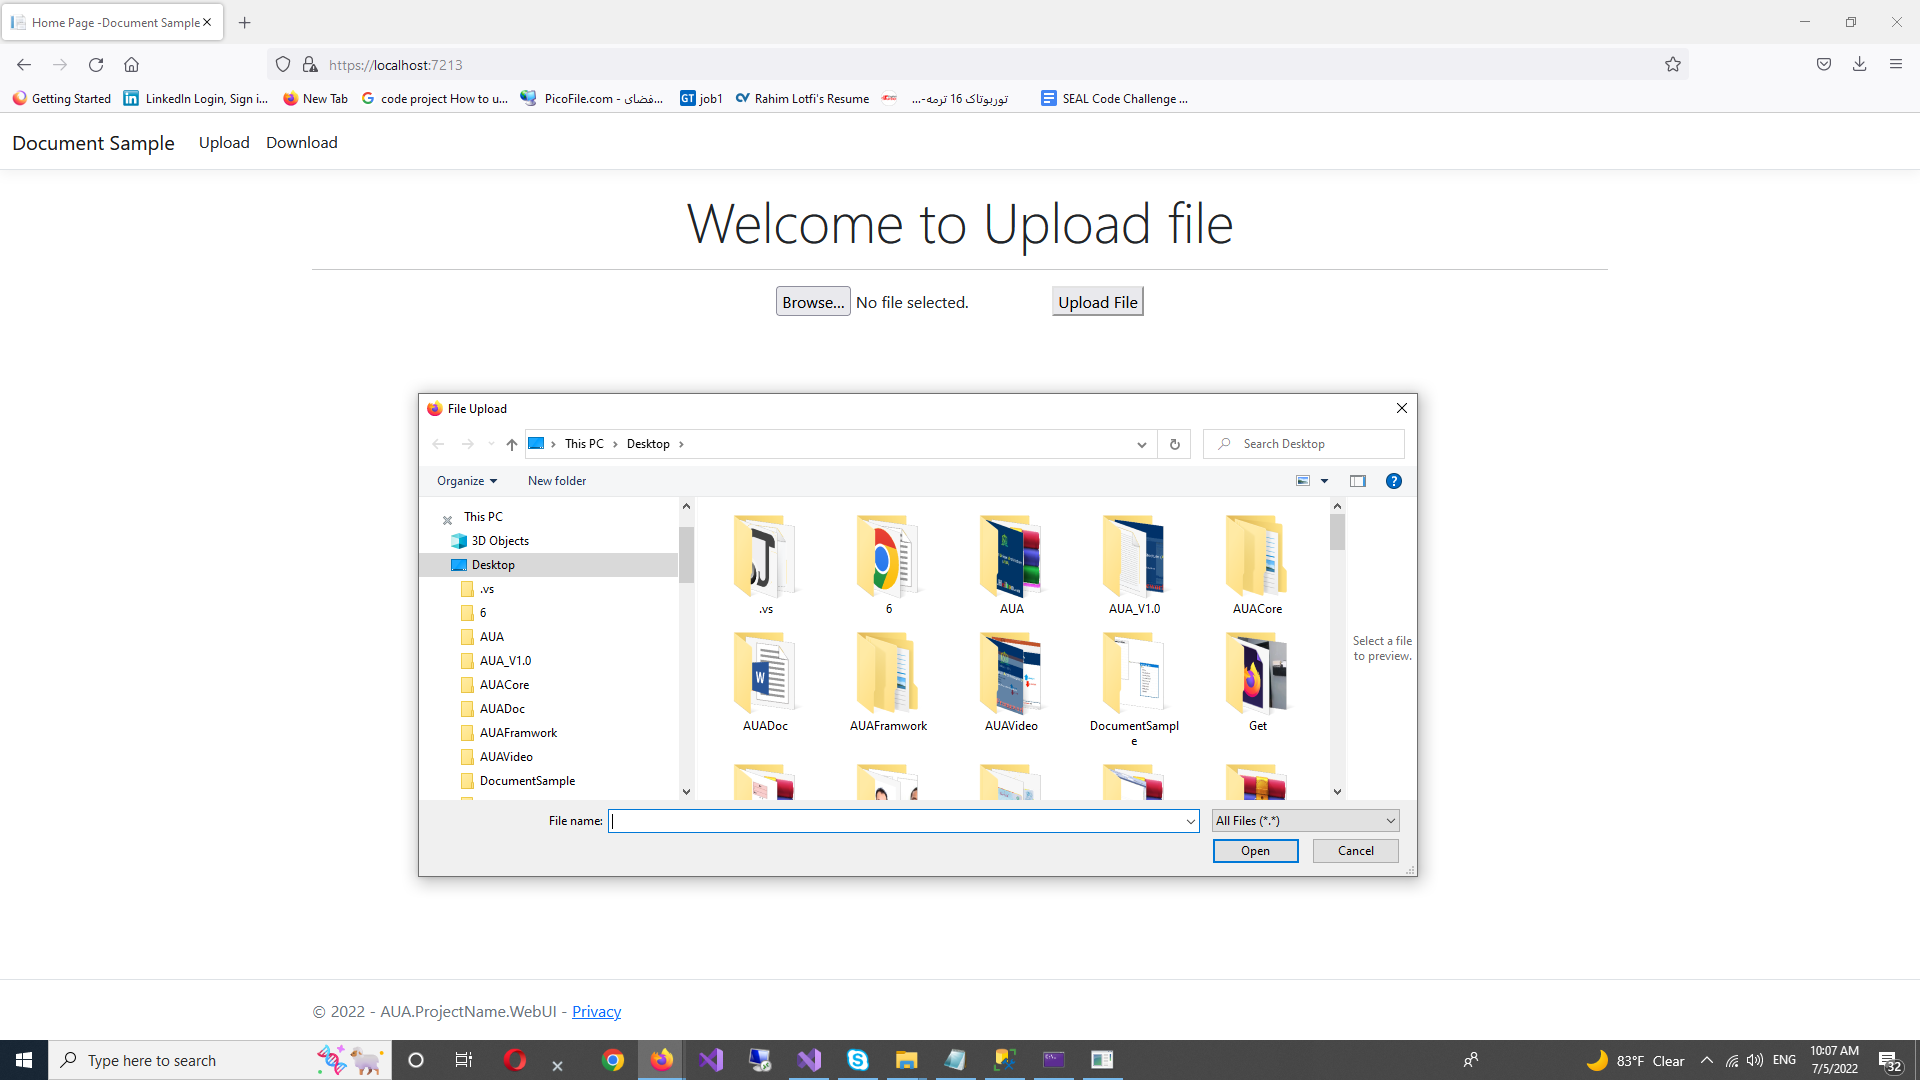 Home Page -Document Sample
https://localhost:7213
Getting Started
LinkedIn Login, Sign i...
New Tab
code project How to u...
PicoFile.com - فضای...
job1
Rahim Lotfi's Resume
توربوتاک 16 ترمه-...
SEAL Code Challenge ...
Document Sample
Upload
Download
Welcome to Upload file
Browse...
No file selected.
Upload File
File Upload
This PC
Desktop
Search Desktop
Organize
New folder
This PC
3D Objects
Desktop
.vs
6
AUA
AUA_V1.0
AUACore
AUADoc
AUAFramwork
AUAVideo
DocumentSample
.vs
6
AUA
AUA_V1.0
AUACore
AUADoc
AUAFramwork
AUAVideo
DocumentSampl
e
Get
Select a file
to preview.
File name:
All Files (*.*)
Open
Cancel
© 2022 - AUA.ProjectName.WebUI - Privacy
Type here to search
83°F Clear
ENG
10:07 AM
7/5/2022
32